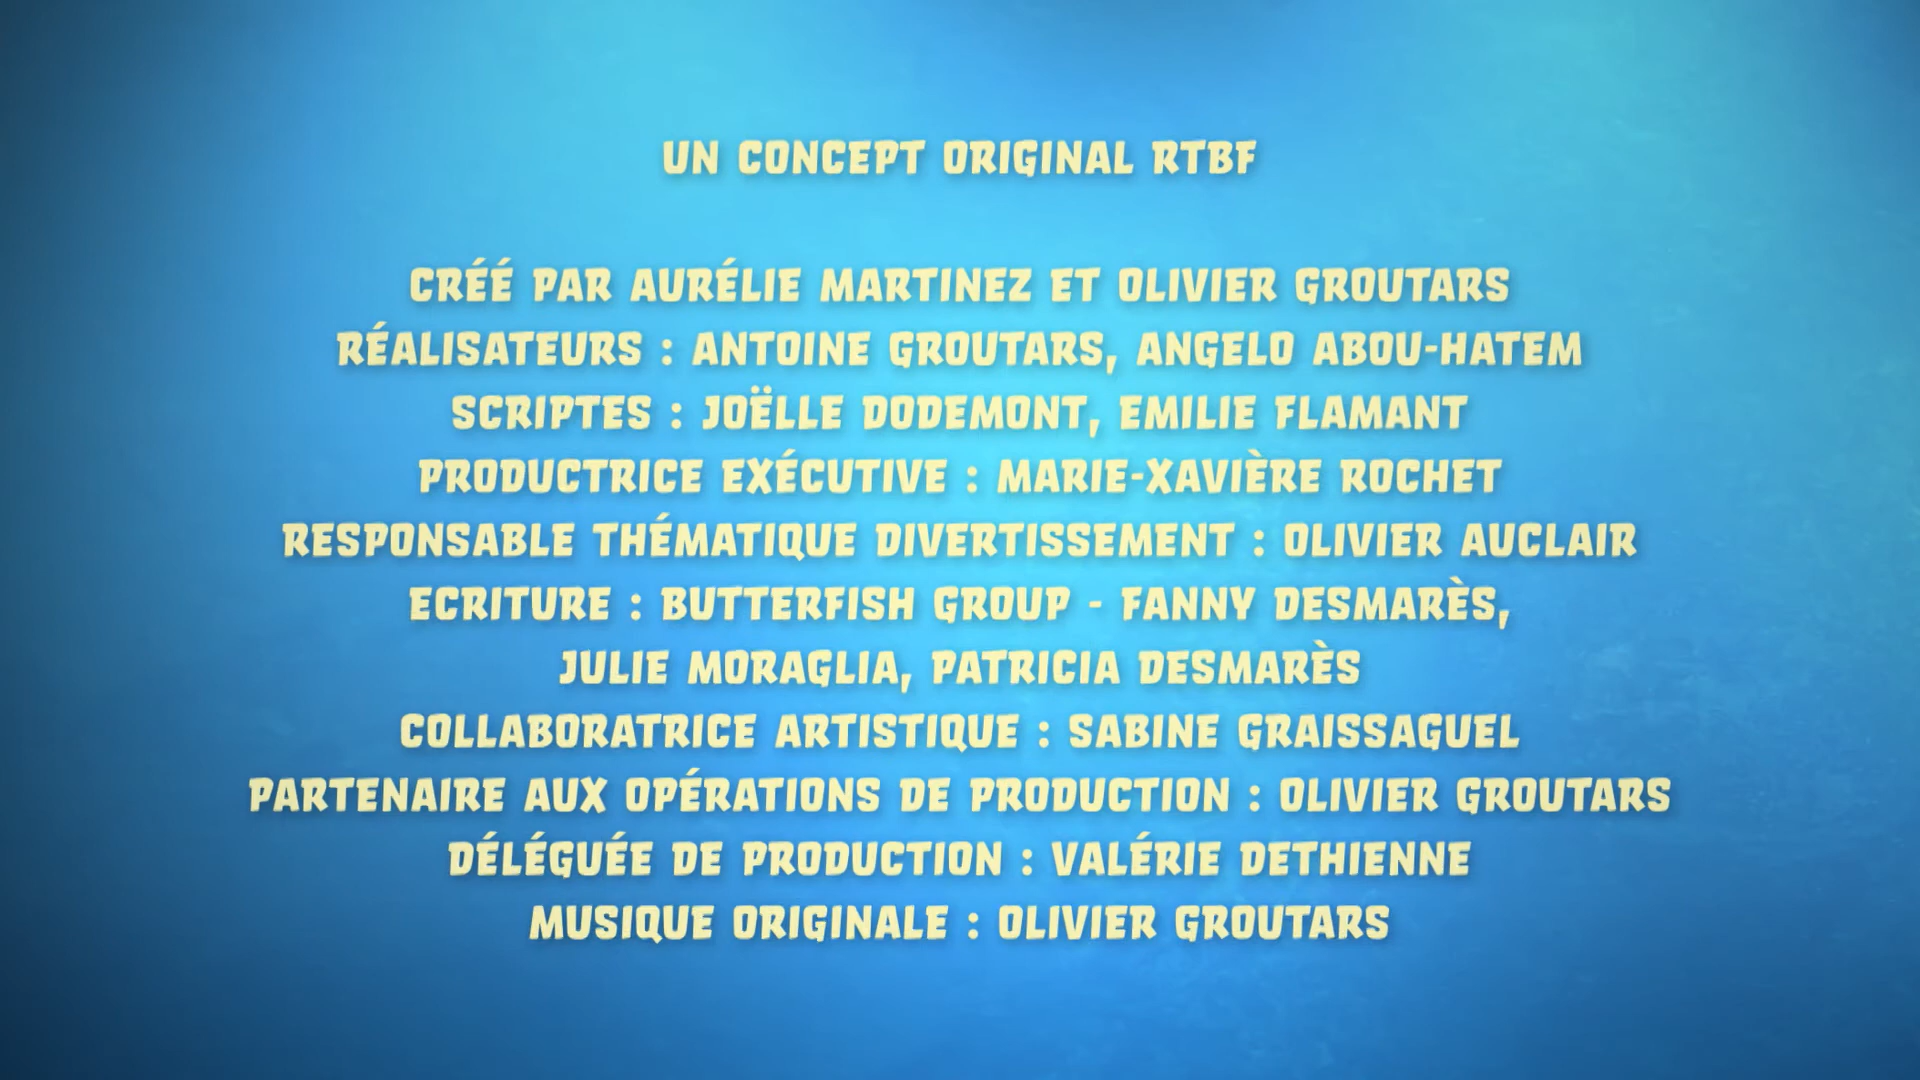 UN CONCEPT ORIGINAL RTBF
CRÉÉ PAR AURÉLIE MARTINEZ ET OLIVIER GROUTARS
RÉALISATEURS : ANTOINE GROUTARS, ANGELO ABOU-HATEM
SCRIPTES : JOËLLE DODEMONT, EMILIE FLAMANT
PRODUCTRICE EXÉCUTIVE : MARIE-XAVIÈRE ROCHET
RESPONSABLE THÉMATIQUE DIVERTISSEMENT : OLIVIER AUCLAIR
ECRITURE : BUTTERFISH GROUP - FANNY DESMARÈS,
JULIE MORAGLIA, PATRICIA DESMARÈS
COLLABORATRICE ARTISTIQUE : SABINE GRAISSAGUEL
PARTENAIRE AUX OPÉRATIONS DE PRODUCTION : OLIVIER GROUTARS
DÉLÉGUÉE DE PRODUCTION : VALÉRIE DETHIENNE
MUSIQUE ORIGINALE : OLIVIER GROUTARS